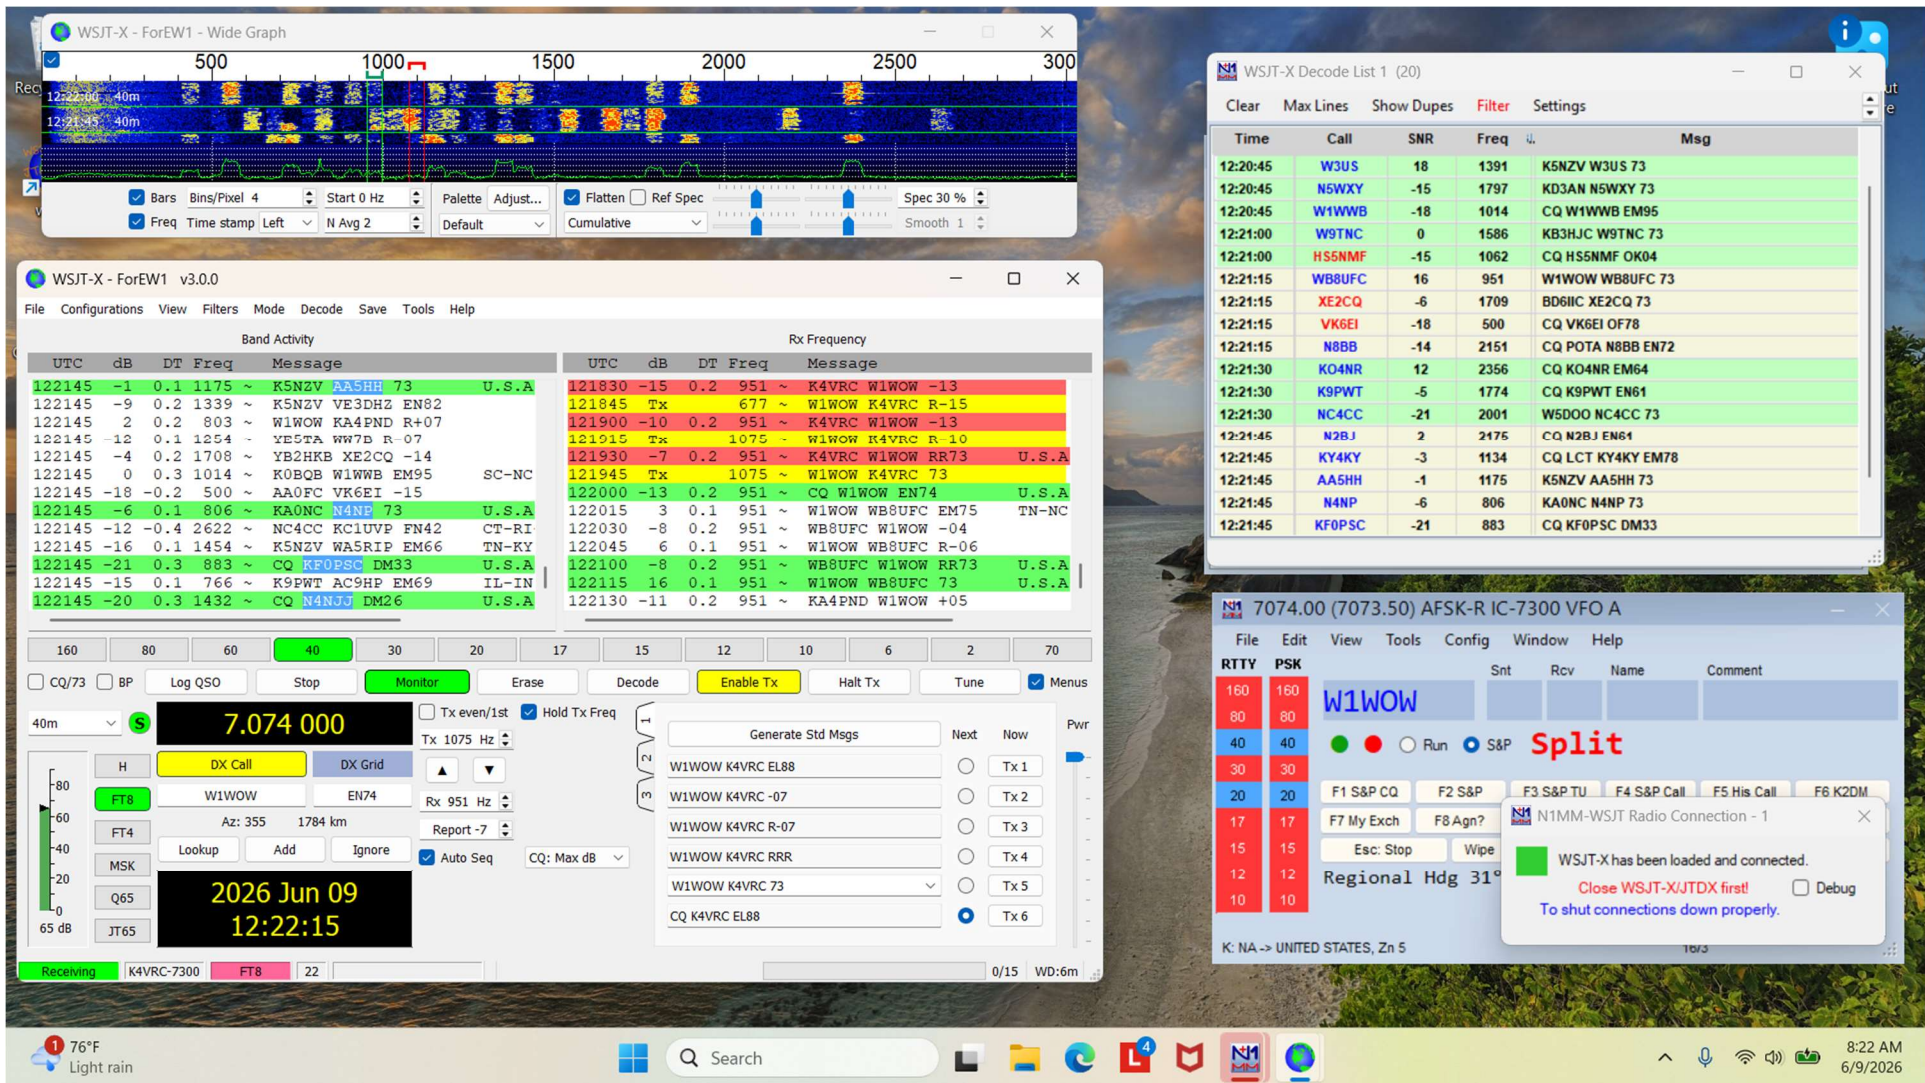 WSJT-X - ForEW1 - Wide Graph
500 1000 1500 2000 2500 300
12:22:00 40m
12:21:45 40m
Bars Bins/Pixel 4 Start 0 Hz Palette Adjust... Flatten Ref Spec Spec 30 %
Freq Time stamp Left N Avg 2 Default Cumulative Smooth 1
WSJT-X - ForEW1 v3.0.0
File Configurations View Filters Mode Decode Save Tools Help
Band Activity
UTC dB DT Freq Message
122145 -1 0.1 1175 ~ K5NZV AA5HH 73 U.S.A
122145 -9 0.2 1339 ~ K5NZV VE3DHZ EN82
122145 2 0.2 803 ~ W1WOW KA4PND R+07
122145 -12 0.1 1254 ~ YE5TA WW7B R-07
122145 -4 0.2 1708 ~ YB2HKB XE2CQ -14
122145 0 0.3 1014 ~ K0BQB W1WWB EM95 SC-NC
122145 -18 -0.2 500 ~ AA0FC VK6EI -15
122145 -6 0.1 806 ~ KA0NC N4NP 73 U.S.A
122145 -12 -0.4 2622 ~ NC4CC KC1UVP FN42 CT-RI
122145 -16 0.1 1454 ~ K5NZV WA5RIP EM66 TN-KY
122145 -21 0.3 883 ~ CQ KF0PSC DM33 U.S.A
122145 -15 0.1 766 ~ K9PWT AC9HP EM69 IL-IN
122145 -20 0.3 1432 ~ CQ N4NJJ DM26 U.S.A
Rx Frequency
UTC dB DT Freq Message
121830 -15 0.2 951 ~ K4VRC W1WOW -13
121845 Tx 677 ~ W1WOW K4VRC R-15
121900 -10 0.2 951 ~ K4VRC W1WOW -13
121915 Tx 1075 ~ W1WOW K4VRC R-10
121930 -7 0.2 951 ~ K4VRC W1WOW RR73 U.S.A
121945 Tx 1075 ~ W1WOW K4VRC 73
122000 -13 0.2 951 ~ CQ W1WOW EN74 U.S.A
122015 3 0.1 951 ~ W1WOW WB8UFC EM75 TN-NC
122030 -8 0.2 951 ~ WB8UFC W1WOW -04
122045 6 0.1 951 ~ W1WOW WB8UFC R-06
122100 -8 0.2 951 ~ WB8UFC W1WOW RR73 U.S.A
122115 16 0.1 951 ~ W1WOW WB8UFC 73 U.S.A
122130 -11 0.2 951 ~ KA4PND W1WOW +05
160 80 60 40 30 20 17 15 12 10 6 2 70
CQ/73 BP Log QSO Stop Monitor Erase Decode Enable Tx Halt Tx Tune Menus
40m S 7.074 000
H
FT8
FT4
MSK
Q65
JT65
-80
-60
-40
-20
-0
65 dB
DX Call DX Grid
W1WOW EN74
Az: 355 1784 km
Lookup Add Ignore
2026 Jun 09
12:22:15
Tx even/1st Hold Tx Freq
Tx 1075 Hz
Rx 951 Hz
Report -7
Auto Seq CQ: Max dB
1
2
3
Generate Std Msgs Next Now Pwr
W1WOW K4VRC EL88 Tx 1
W1WOW K4VRC -07 Tx 2
W1WOW K4VRC R-07 Tx 3
W1WOW K4VRC RRR Tx 4
W1WOW K4VRC 73 Tx 5
CQ K4VRC EL88 Tx 6
Receiving K4VRC-7300 FT8 22 0/15 WD:6m
WSJT-X Decode List 1 (20)
Clear Max Lines Show Dupes Filter Settings
Time Call SNR Freq Msg
12:20:45 W3US 18 1391 K5NZV W3US 73
12:20:45 N5WXY -15 1797 KD3AN N5WXY 73
12:20:45 W1WWB -18 1014 CQ W1WWB EM95
12:21:00 W9TNC 0 1586 KB3HJC W9TNC 73
12:21:00 HS5NMF -15 1062 CQ HS5NMF OK04
12:21:15 WB8UFC 16 951 W1WOW WB8UFC 73
12:21:15 XE2CQ -6 1709 BD6IIC XE2CQ 73
12:21:15 VK6EI -18 500 CQ VK6EI OF78
12:21:15 N8BB -14 2151 CQ POTA N8BB EN72
12:21:30 KO4NR 12 2356 CQ KO4NR EM64
12:21:30 K9PWT -5 1774 CQ K9PWT EN61
12:21:30 NC4CC -21 2001 W5DOO NC4CC 73
12:21:45 N2BJ 2 2175 CQ N2BJ EN61
12:21:45 KY4KY -3 1134 CQ LCT KY4KY EM78
12:21:45 AA5HH -1 1175 K5NZV AA5HH 73
12:21:45 N4NP -6 806 KA0NC N4NP 73
12:21:45 KF0PSC -21 883 CQ KF0PSC DM33
N1MM 7074.00 (7073.50) AFSK-R IC-7300 VFO A
File Edit View Tools Config Window Help
RTTY PSK Snt Rcv Name Comment
160 160
80 80
40 40
30 30
20 20
17 17
15 15
12 12
10 10
W1WOW
Run S&P Split
F1 S&P CQ F2 S&P F3 S&P TU F4 S&P Call F5 His Call F6 K2DM
F7 My Exch F8 Agn?
Esc: Stop Wipe
Regional Hdg 31°
K: NA -> UNITED STATES, Zn 5 16/3
N1MM-WSJT Radio Connection - 1
WSJT-X has been loaded and connected.
Close WSJT-X/JTDX first! Debug
To shut connections down properly.
1 76°F
Light rain
Search
4
N1MM
8:22 AM
6/9/2026